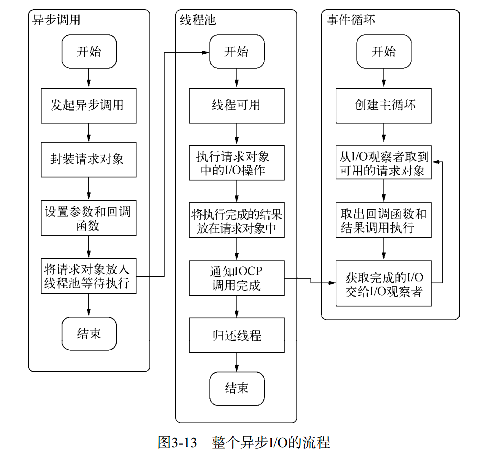 异步调用
开始
发起异步调用
封装请求对象
设置参数和回调
函数
将请求对象放入
线程池等待执行
结束
线程池
开始
线程可用
执行请求对象
中的I/O操作
将执行完成的结果
放在请求对象中
通知IOCP
调用完成
归还线程
结束
事件循环
开始
创建主循环
从I/O观察者取到
可用的请求对象
取出回调函数和
结果调用执行
获取完成的I/O
交给I/O观察者
图3-13 整个异步I/O的流程